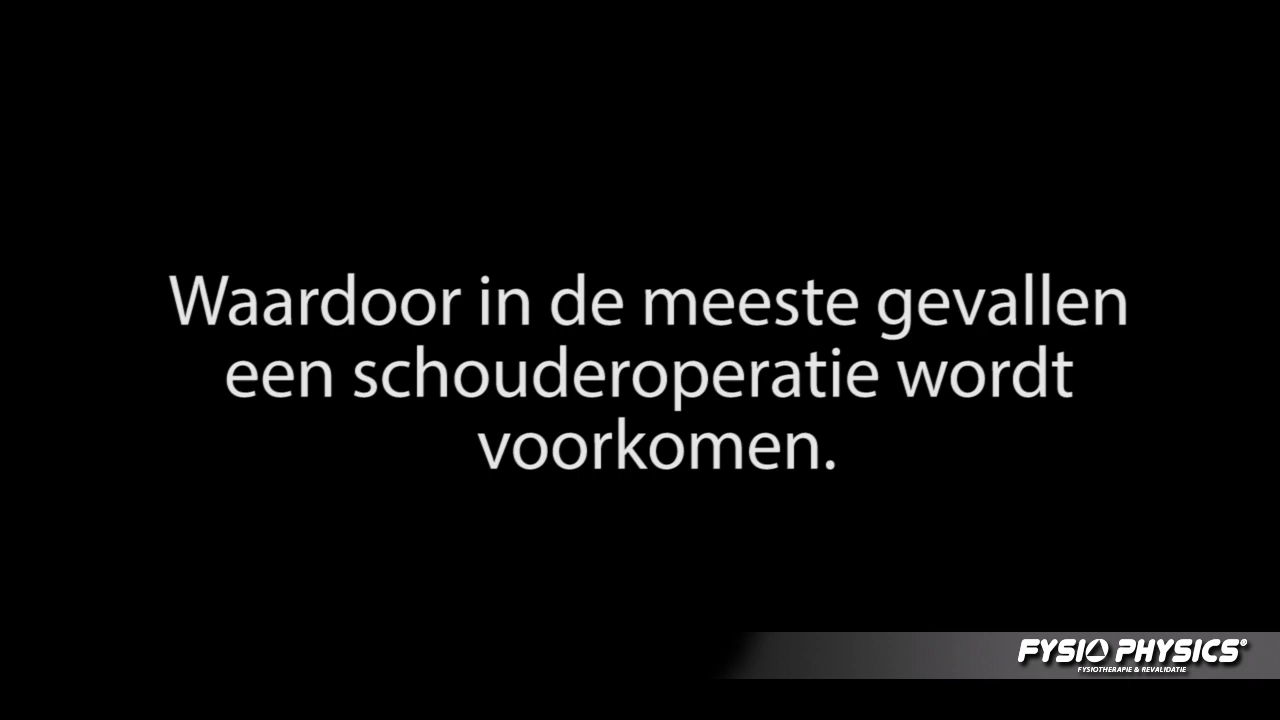 Waardoor in de meeste gevallen
een schouderoperatie wordt
voorkomen.
FYSIO PHYSICS®
FYSIOTHERAPIE & REVALIDATIE